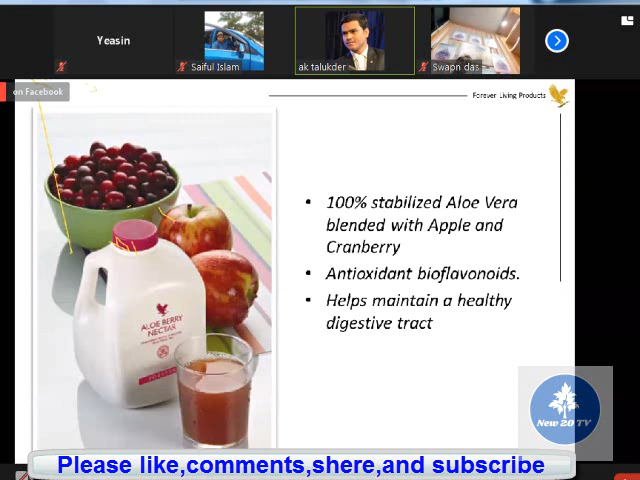 Yeasin
Saiful Islam
ak talukder
Swapn das
on Facebook
Forever Living Products
• 100% stabilized Aloe Vera
blended with Apple and
Cranberry
• Antioxidant bioflavonoids.
• Helps maintain a healthy
digestive tract
ALOE BERRY
NECTAR
New 20 TV
Please like,comments,shere,and subscribe